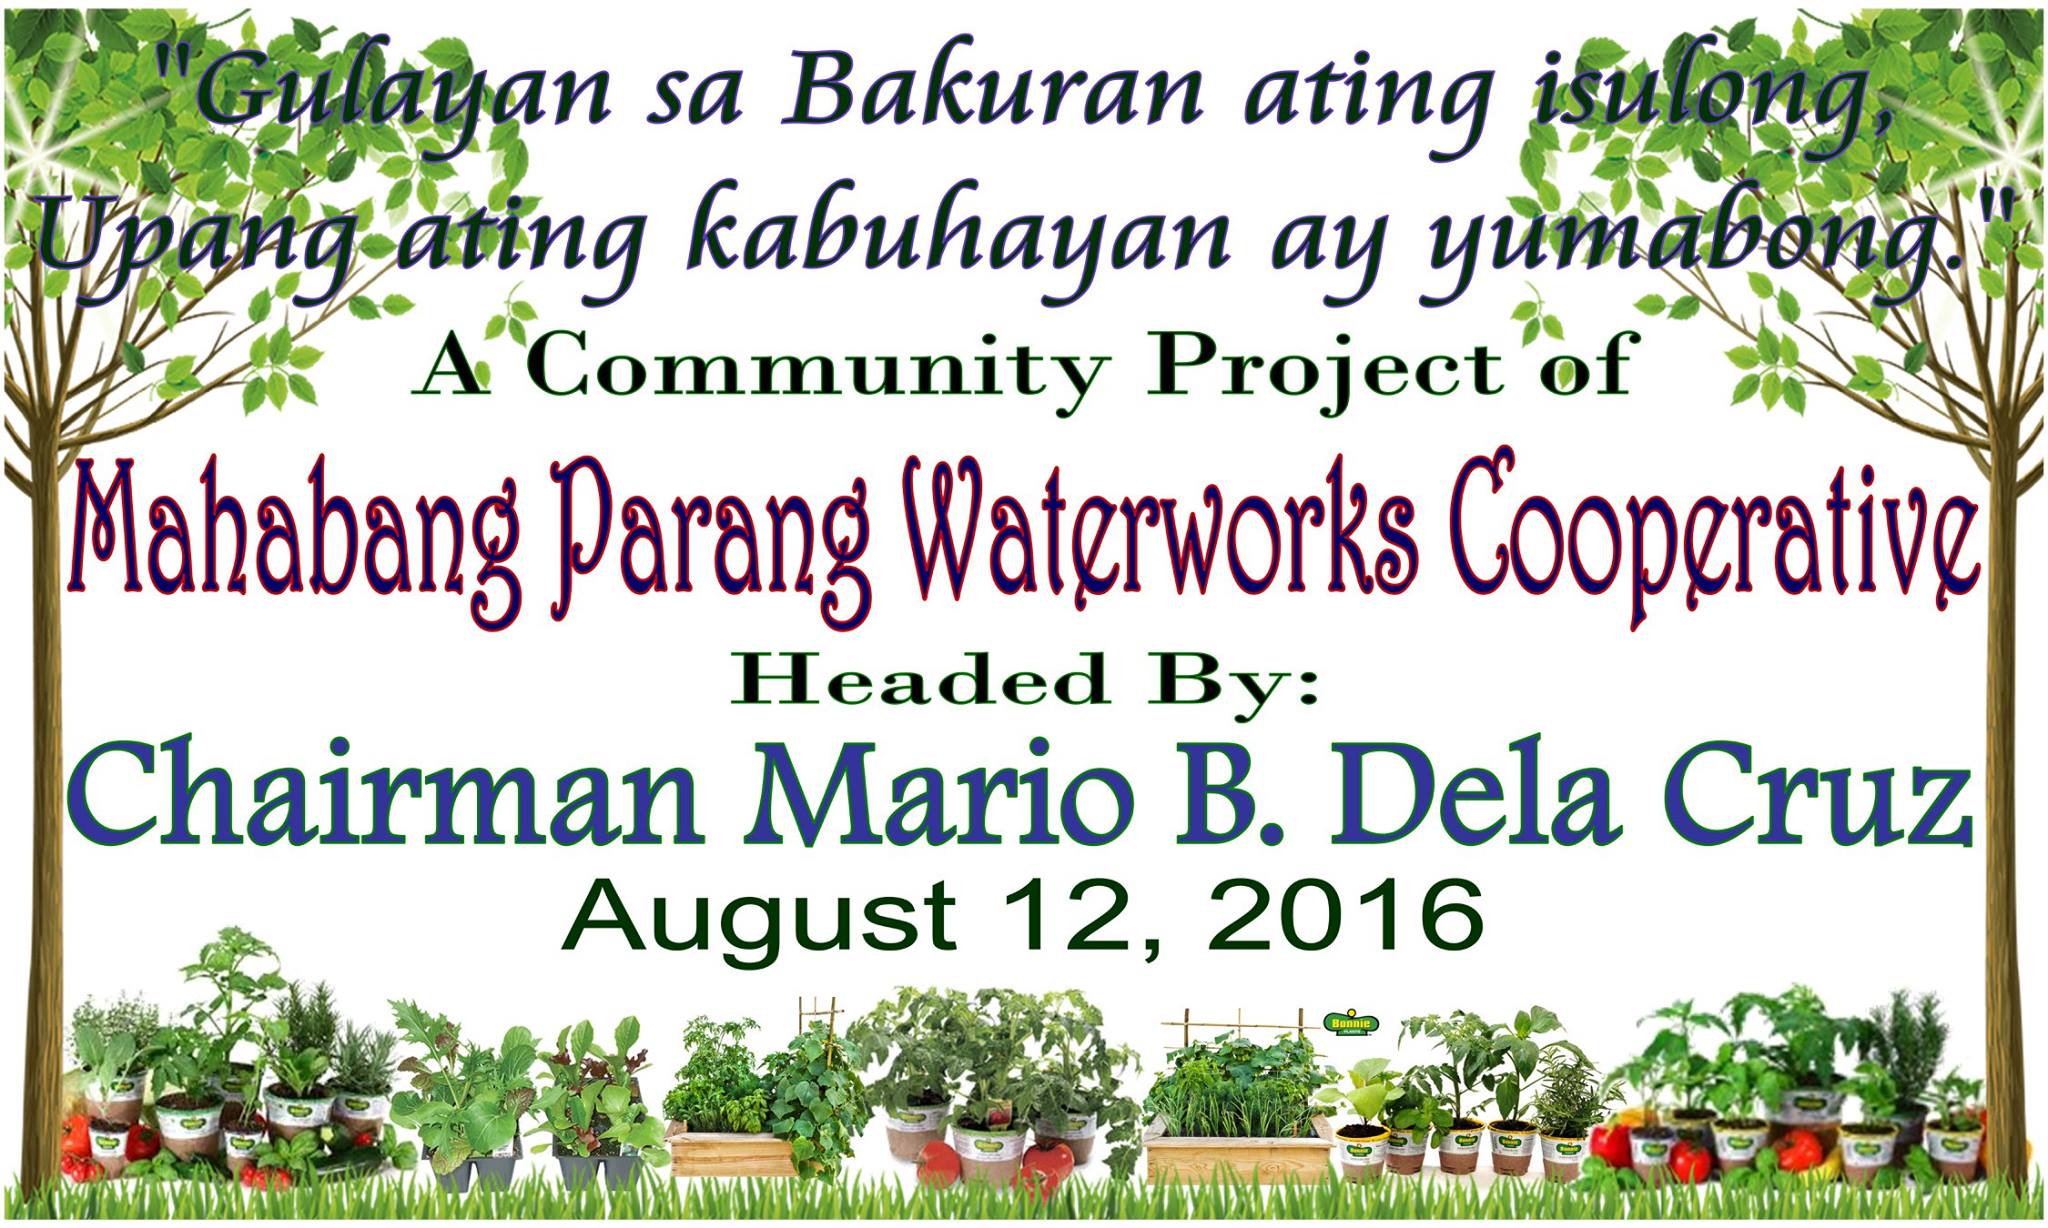 "Gulayan sa Bakuran ating isulong,
Upang ating kabuhayan ay yumabong."
A Community Project of
Mahabang Parang Waterworks Cooperative
Headed By:
Chairman Mario B. Dela Cruz
August 12, 2016
Bonnie